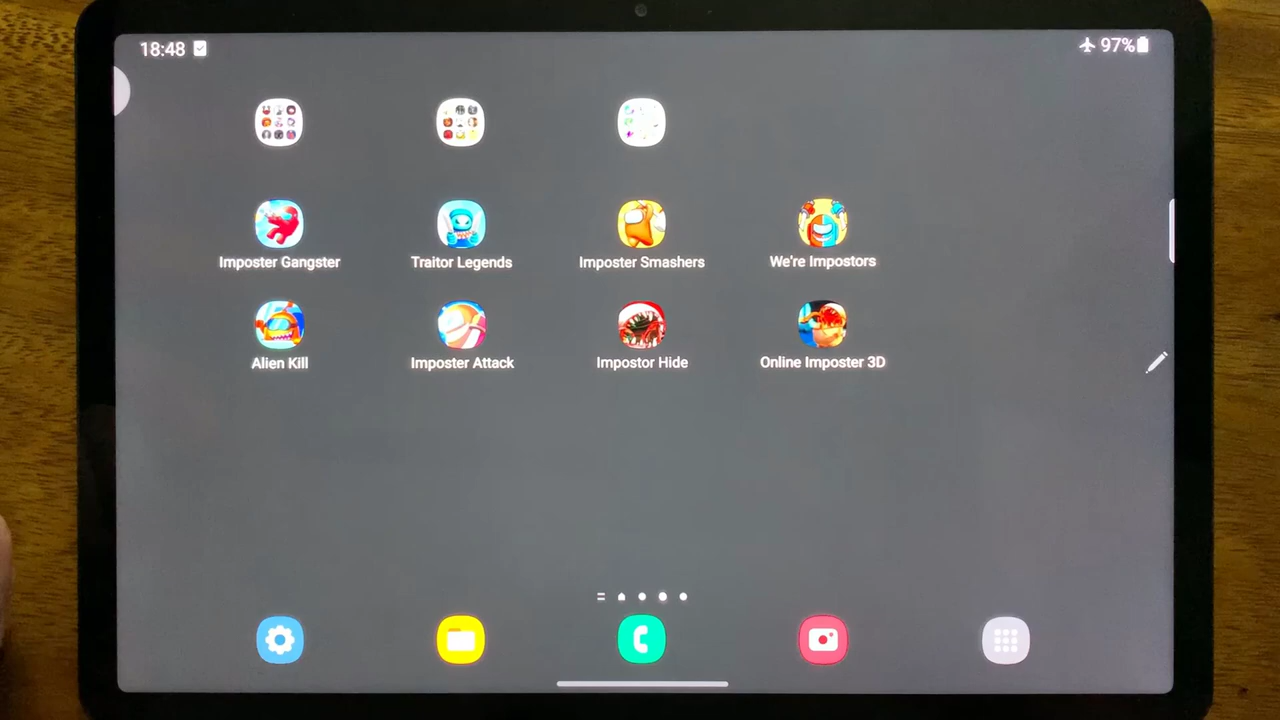 18:48 97%
Imposter Gangster Traitor Legends Imposter Smashers We're Impostors
Alien Kill Imposter Attack Impostor Hide Online Imposter 3D